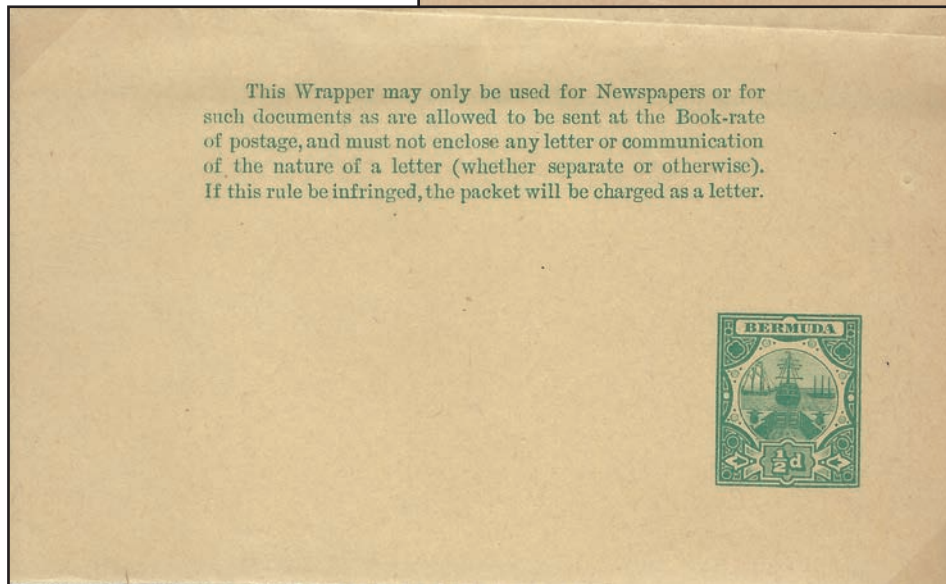 This Wrapper may only be used for Newspapers or for
such documents as are allowed to be sent at the Book-rate
of postage, and must not enclose any letter or communication
of the nature of a letter (whether separate or otherwise).
If this rule be infringed, the packet will be charged as a letter.
BERMUDA
½d